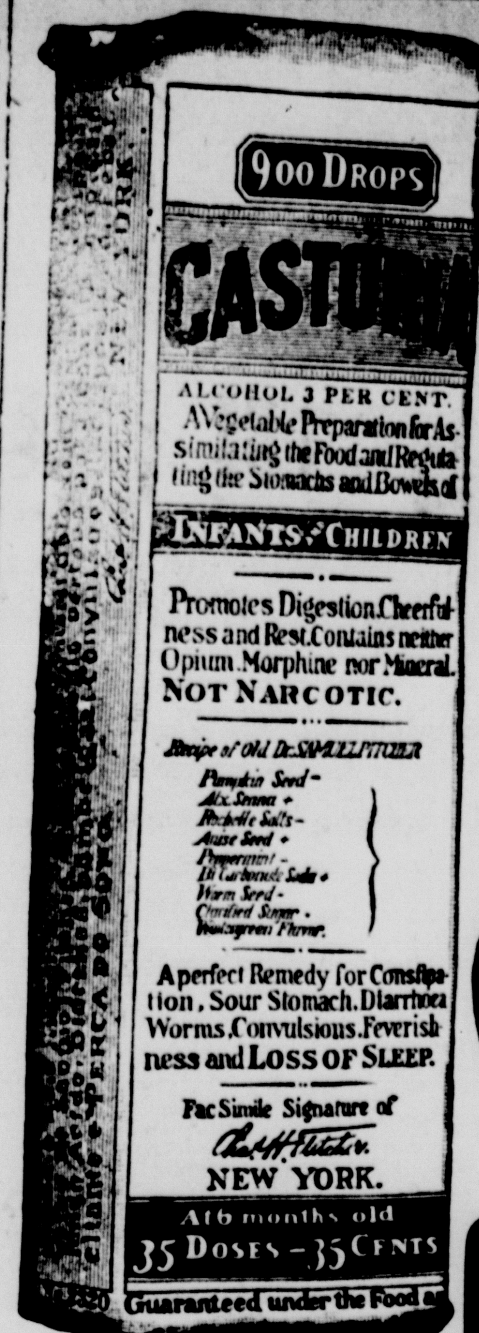 900 DROPS
CASTORIA
ALCOHOL 3 PER CENT.
A Vegetable Preparation for As-
similating the Food and Regula-
ting the Stomachs and Bowels of
INFANTS CHILDREN
Promotes Digestion.Cheerful-
ness and Rest.Contains neither
Opium.Morphine nor Mineral.
NOT NARCOTIC.
Recipe of Old Dr.SAMUEL PITCHER
Pumpkin Seed -
Alx.Senna +
Rochelle Salts -
Anise Seed +
Peppermint -
Bi Carbonate Soda +
Worm Seed -
Clarified Sugar .
Wintergreen Flavor.
A perfect Remedy for Constipa-
tion, Sour Stomach.Diarrhoea
Worms,Convulsions.Feverish-
ness and LOSS OF SLEEP.
Fac Simile Signature of
Chas. H. Fletcher.
NEW YORK.
At 6 months old
35 DOSES - 35 CENTS
Guaranteed under the Food a
NEW YORK.